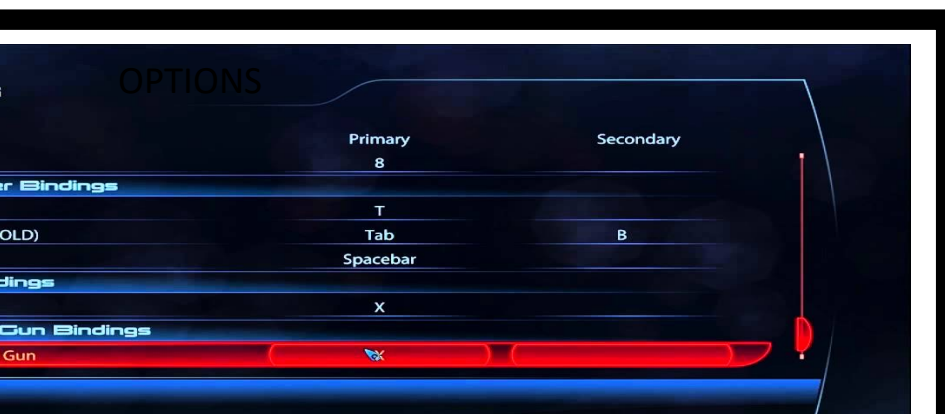 OPTIONS
Primary Secondary
8
er Bindings
T
OLD) Tab B
Spacebar
dings
X
Gun Bindings
Gun X